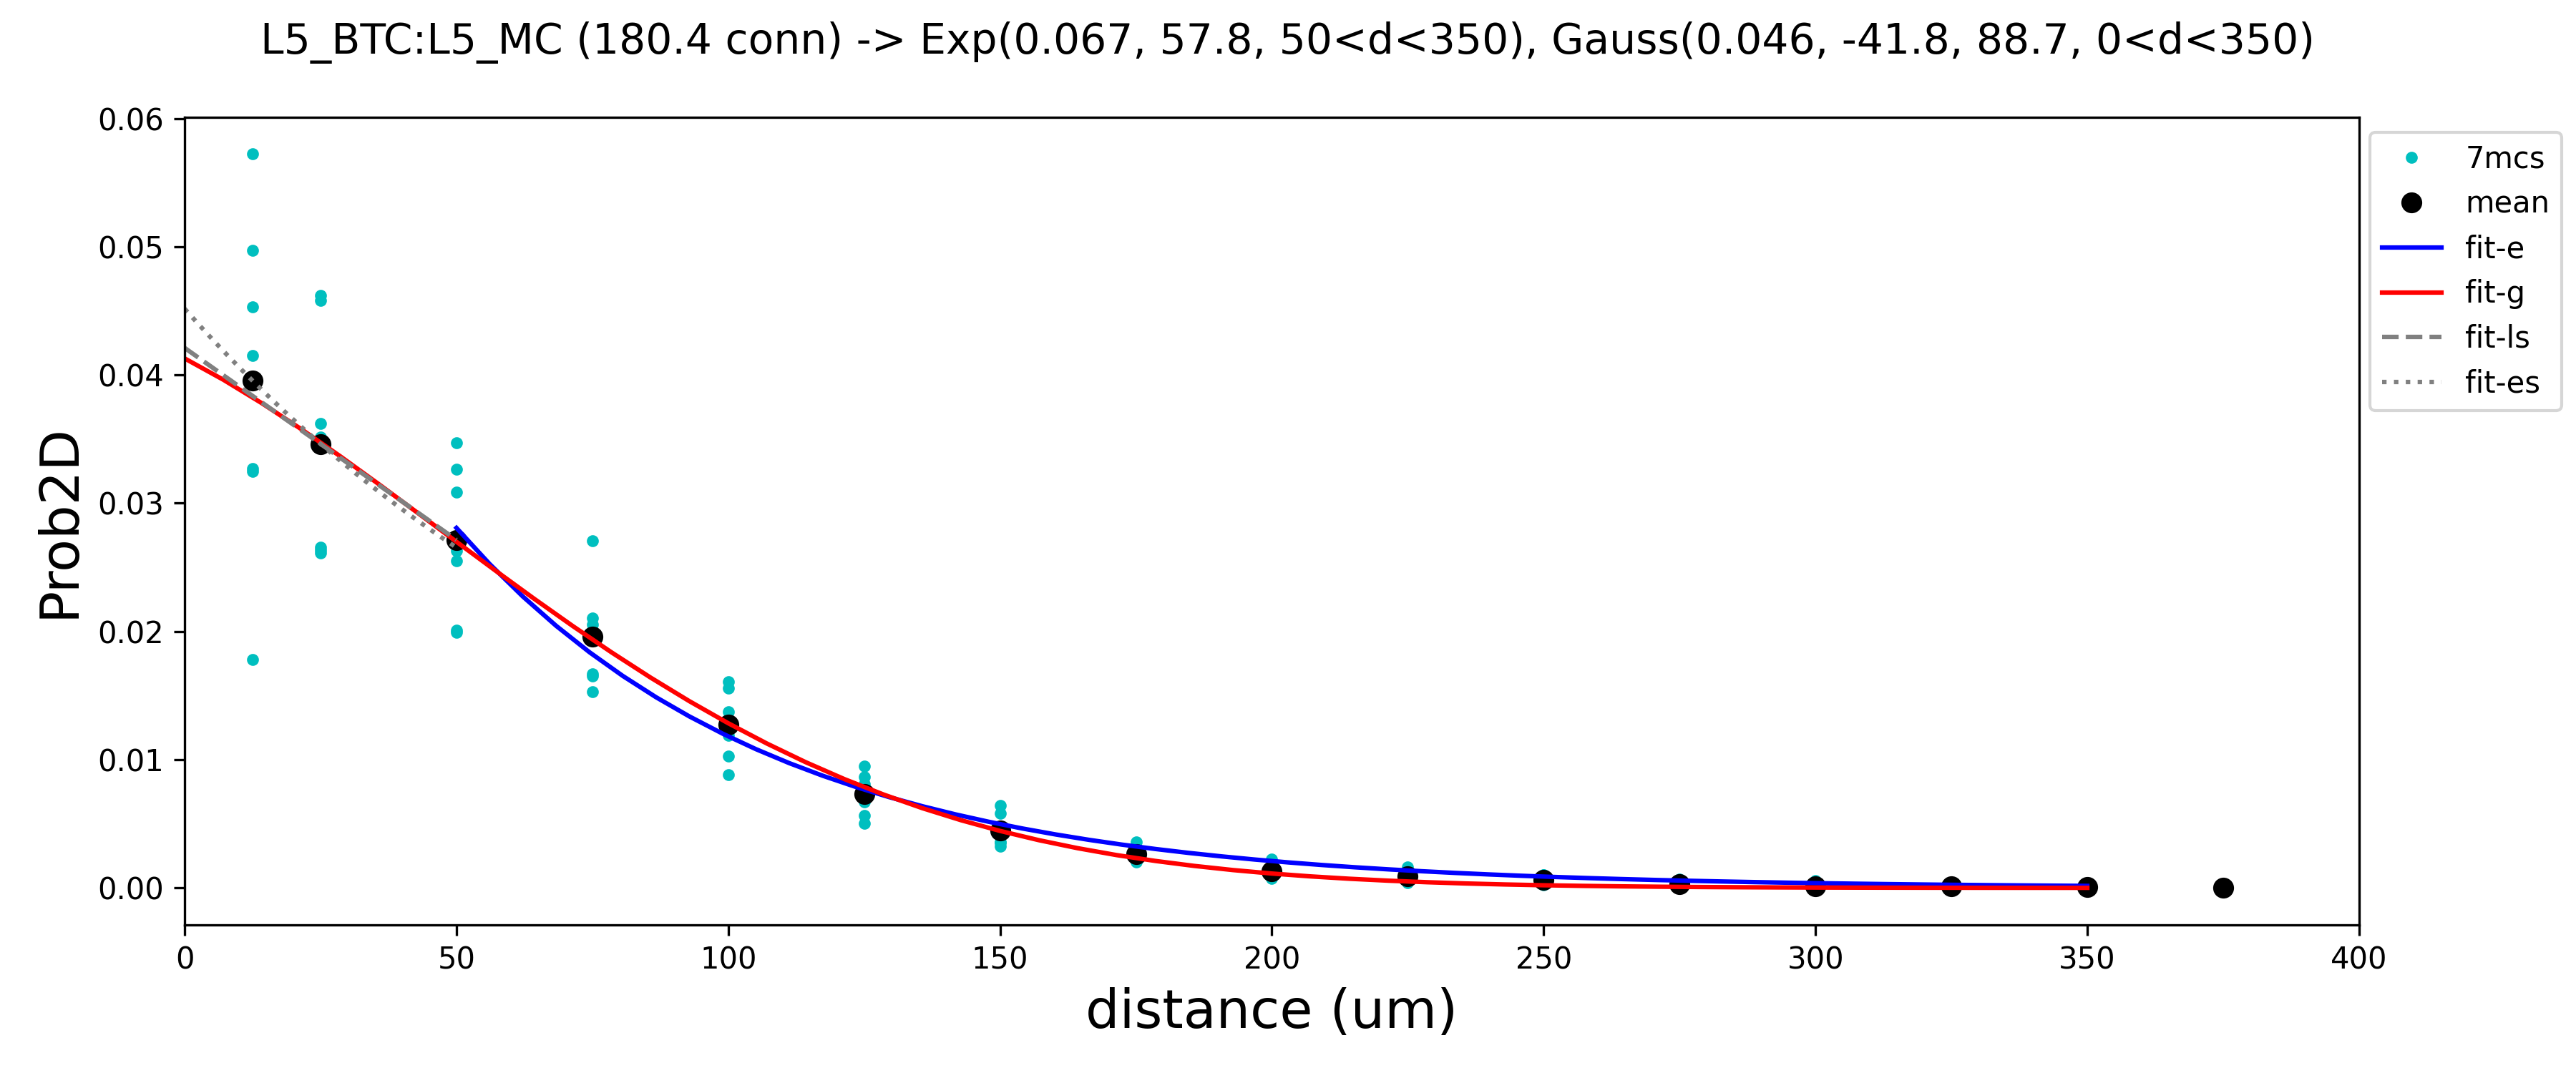 L5_BTC:L5_MC (180.4 conn) -> Exp(0.067, 57.8, 50<d<350), Gauss(0.046, -41.8, 88.7, 0<d<350)
0.06
0.05
0.04
0.03
0.02
0.01
0.00
Prob2D
0 50 100 150 200 250 300 350 400
distance (um)
7mcs
mean
fit-e
fit-g
fit-ls
fit-es